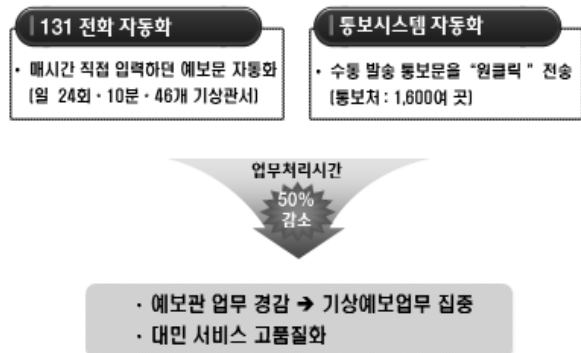 131 전화 자동화
· 매시간 직접 입력하던 예보문 자동화
(일 24회 · 10분 · 46개 기상관서)
통보시스템 자동화
· 수동 발송 통보문을 "원클릭" 전송
(통보처 : 1,600여 곳)
업무처리시간
50%
감소
· 예보관 업무 경감 → 기상예보업무 집중
· 대민 서비스 고품질화